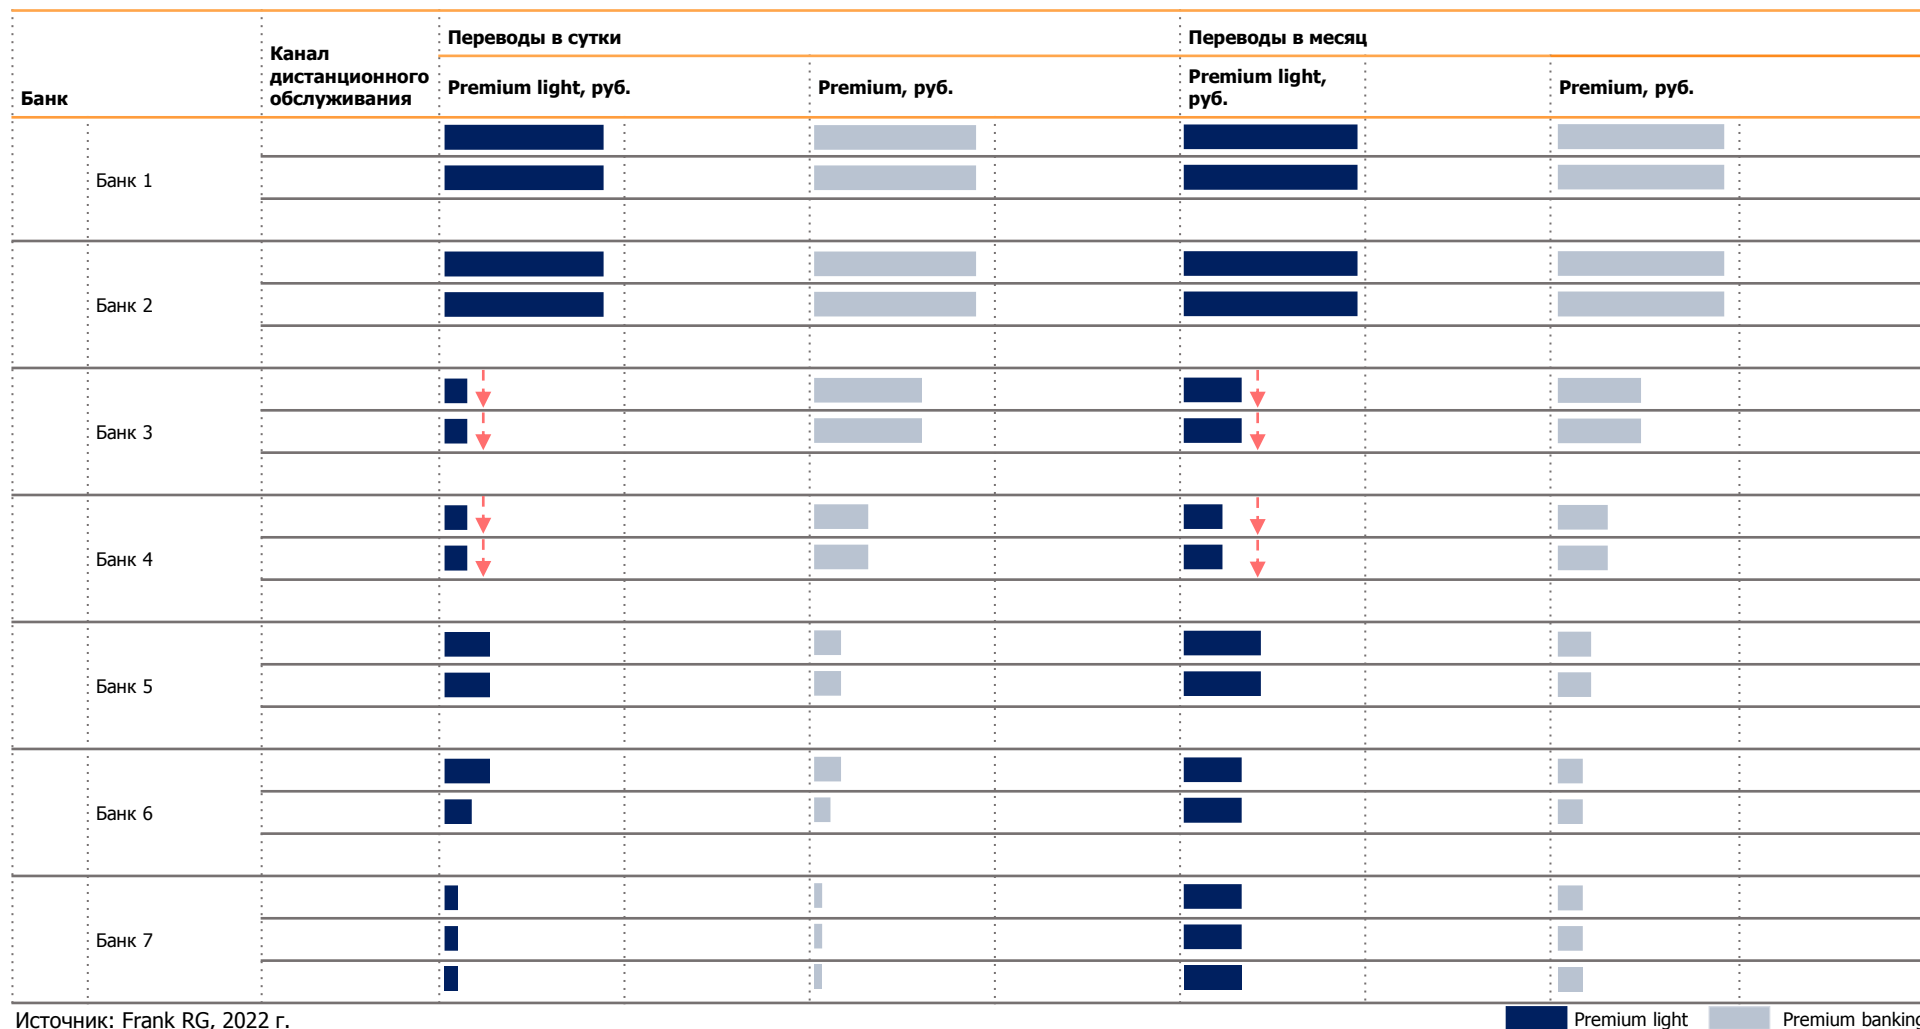 Банк
Канал
дистанционного
обслуживания
Переводы в сутки
Premium light, руб.
Premium, руб.
Переводы в месяц
Premium light,
руб.
Premium, руб.
Банк 1
Банк 2
Банк 3
Банк 4
Банк 5
Банк 6
Банк 7
Источник: Frank RG, 2022 г.
Premium light
Premium banking